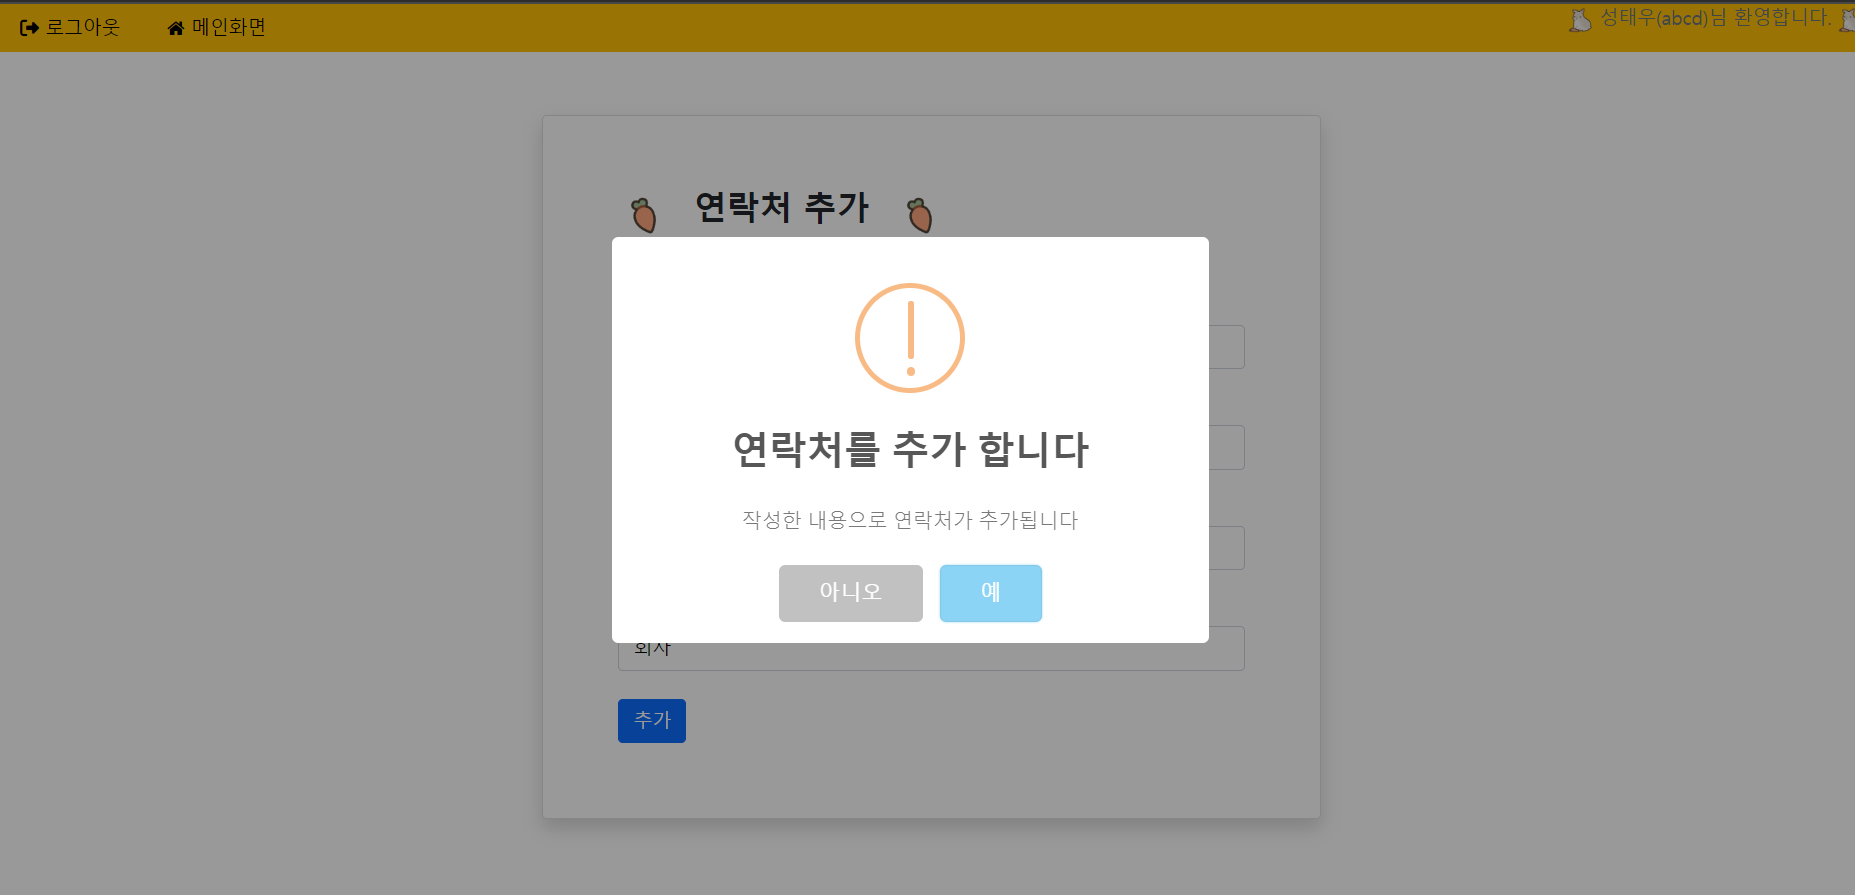 로그아웃
메인화면
성태우(abcd)님 환영합니다.
연락처 추가
연락처를 추가 합니다
작성한 내용으로 연락처가 추가됩니다
아니오
예
회사
추가